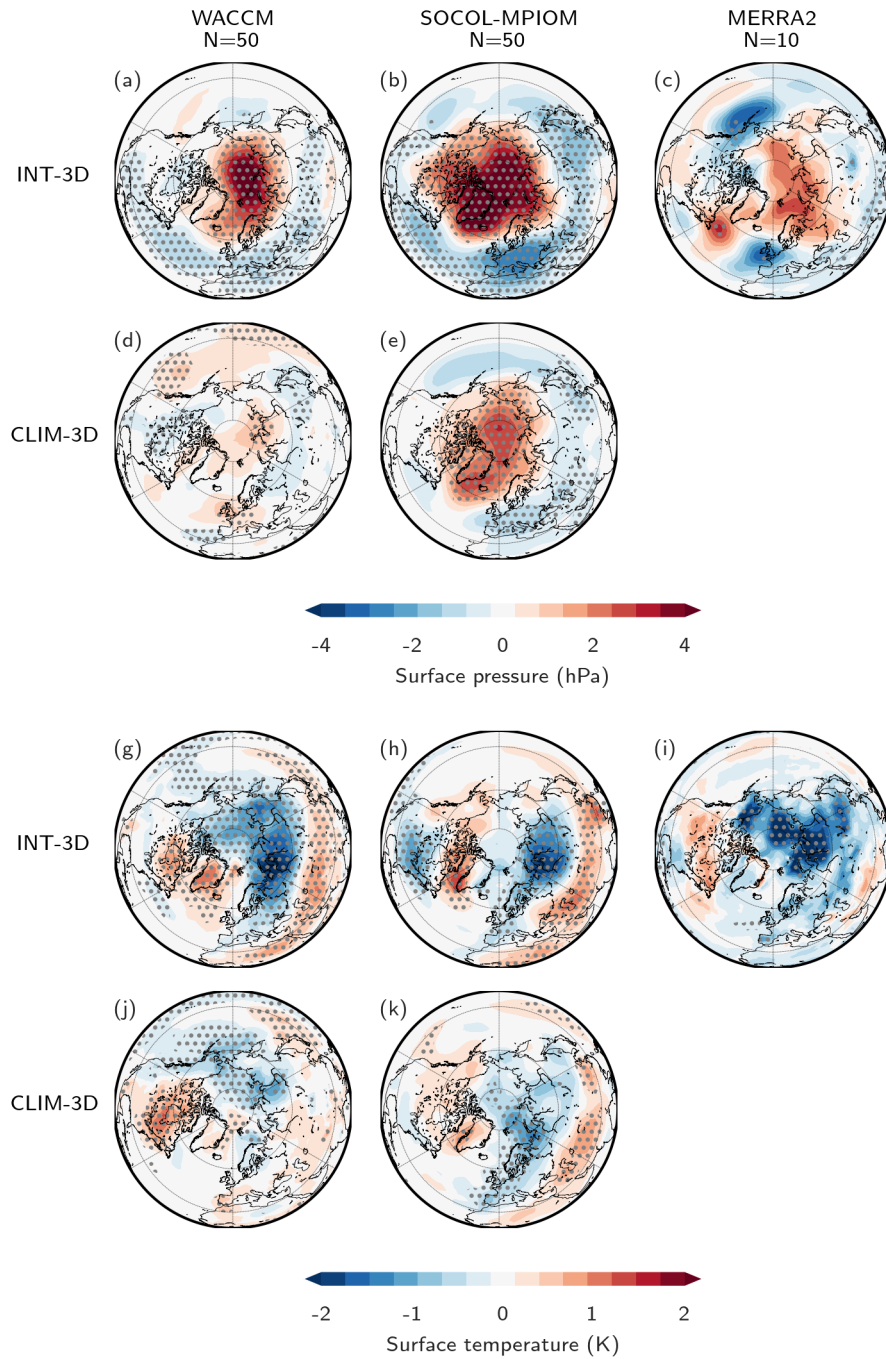 WACCM
N=50
SOCOL-MPIOM
N=50
MERRA2
N=10
(a)
(b)
(c)
INT-3D
(d)
(e)
CLIM-3D
-4
-2
0
2
4
Surface pressure (hPa)
(g)
(h)
(i)
INT-3D
(j)
(k)
CLIM-3D
-2
-1
0
1
2
Surface temperature (K)